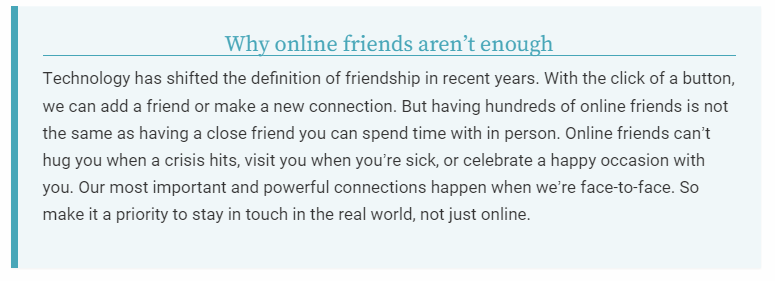 Why online friends aren’t enough
Technology has shifted the definition of friendship in recent years. With the click of a button,
we can add a friend or make a new connection. But having hundreds of online friends is not
the same as having a close friend you can spend time with in person. Online friends can’t
hug you when a crisis hits, visit you when you’re sick, or celebrate a happy occasion with
you. Our most important and powerful connections happen when we’re face-to-face. So
make it a priority to stay in touch in the real world, not just online.